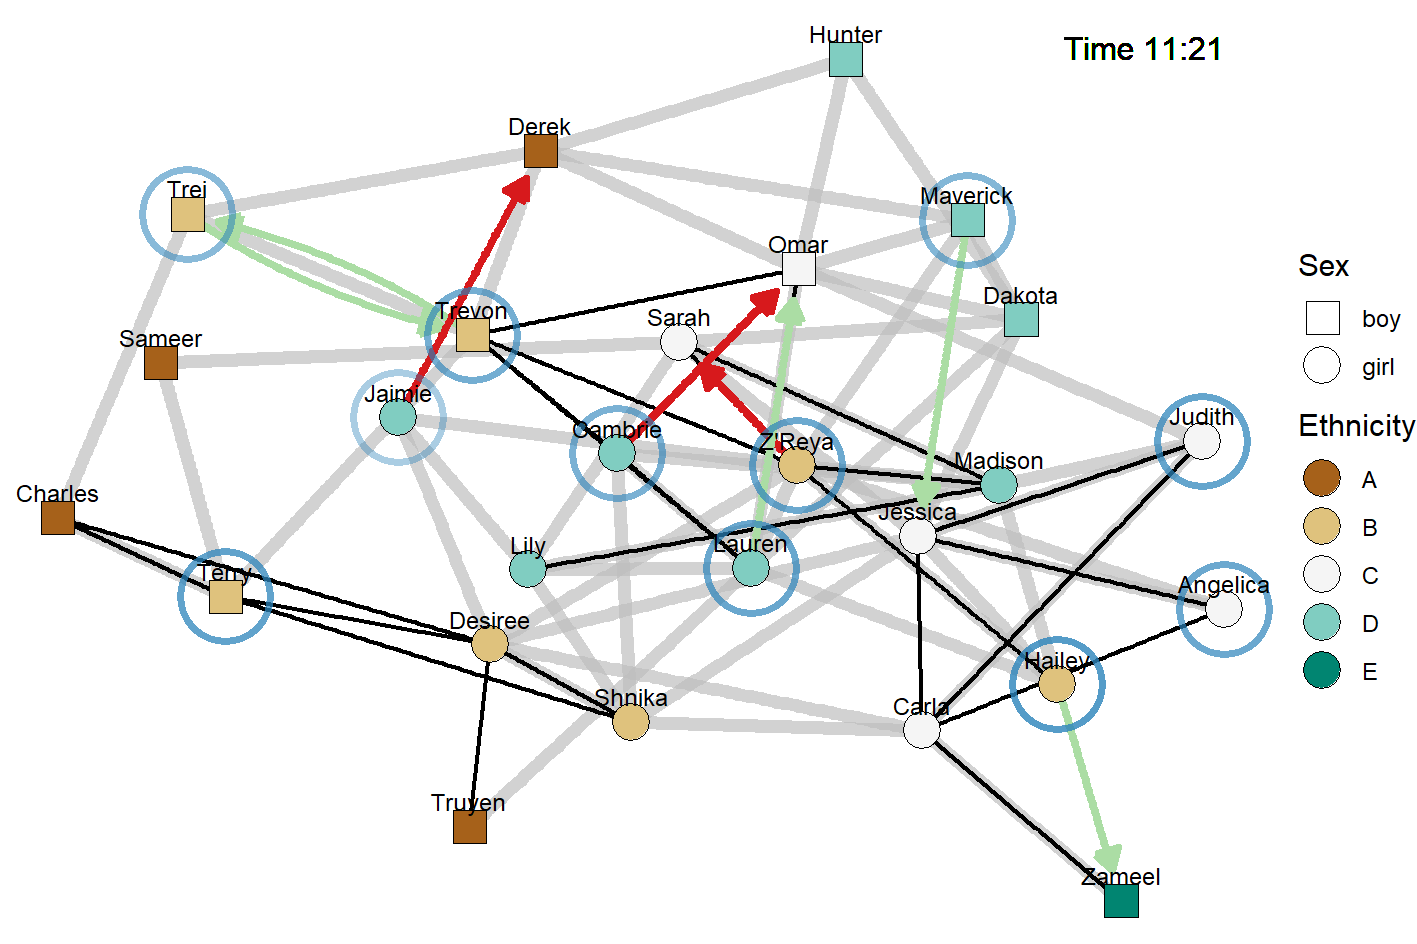 Hunter
Time 11:21
Derek
Trei
Maverick
Omar
Sex
Dakota
Trevon
Sarah
boy
Sameer
girl
Jaimie
Judith
Cambrie
Z'Reya
Ethnicity
Madison
A
Charles
Jessica
B
Lily
Lauren
Terry
C
Angelica
Desiree
D
Hailey
E
Shnika
Carla
Truyen
Zameel